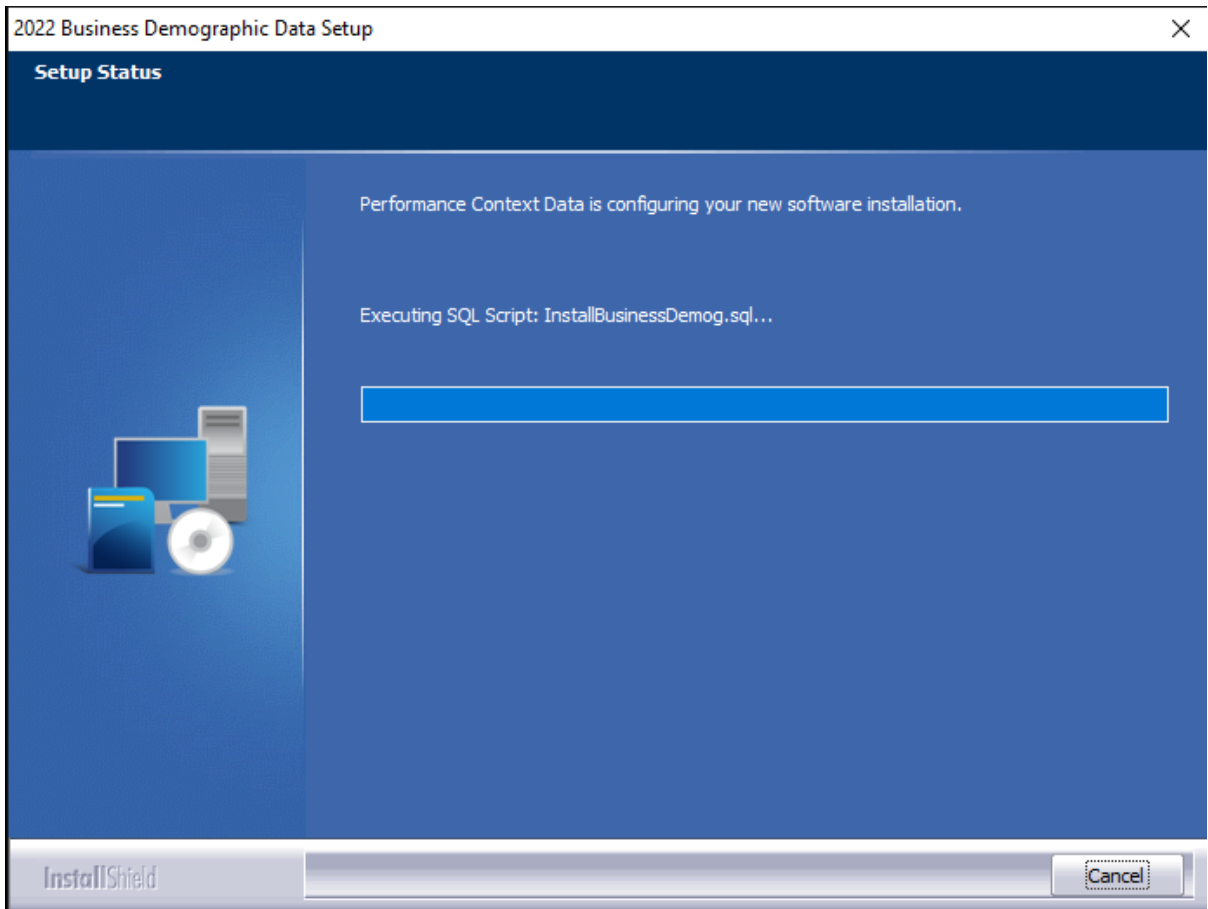 2022 Business Demographic Data Setup
Setup Status
Performance Context Data is configuring your new software installation.
Executing SQL Script: InstallBusinessDemog.sql...
InstallShield
Cancel